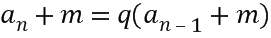 aₙ + m = q(aₙ ₋ ₁ + m)